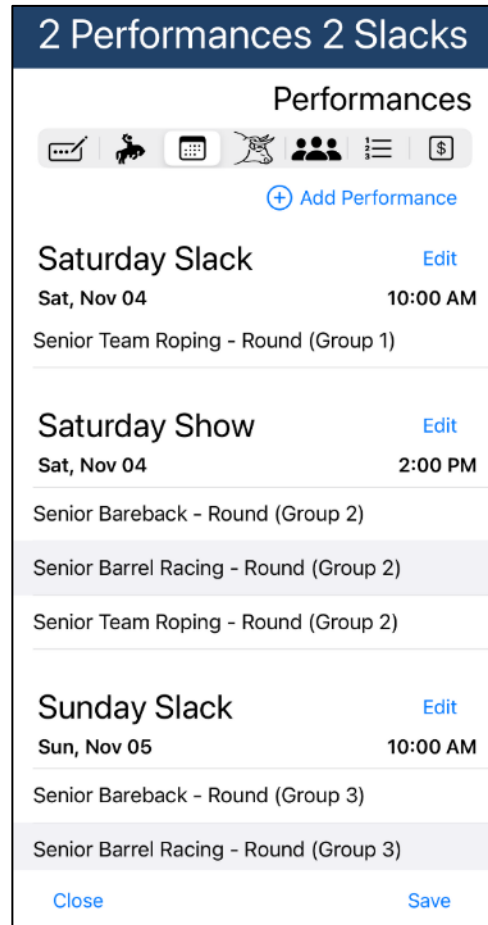 2 Performances 2 Slacks
Performances
Add Performance
Saturday Slack Edit
Sat, Nov 04 10:00 AM
Senior Team Roping - Round (Group 1)
Saturday Show Edit
Sat, Nov 04 2:00 PM
Senior Bareback - Round (Group 2)
Senior Barrel Racing - Round (Group 2)
Senior Team Roping - Round (Group 2)
Sunday Slack Edit
Sun, Nov 05 10:00 AM
Senior Bareback - Round (Group 3)
Senior Barrel Racing - Round (Group 3)
Close Save